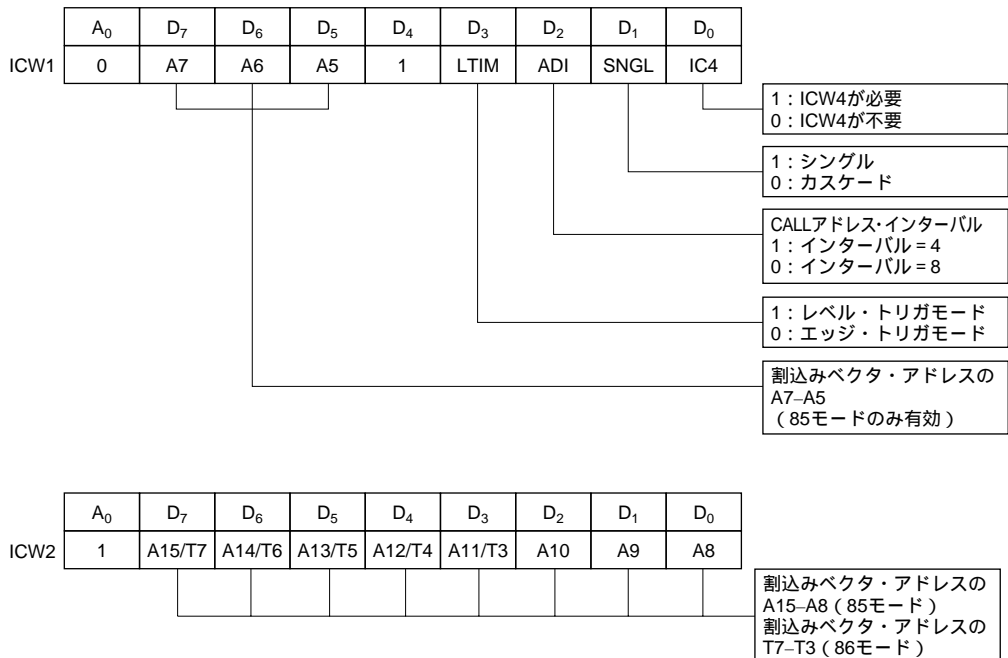 A0 D7 D6 D5 D4 D3 D2 D1 D0
ICW1 0 A7 A6 A5 1 LTIM ADI SNGL IC4
1：ICW4が必要
0：ICW4が不要
1：シングル
0：カスケード
CALLアドレス・インターバル
1：インターバル = 4
0：インターバル = 8
1：レベル・トリガモード
0：エッジ・トリガモード
割込みベクタ・アドレスの
A7–A5
（85モードのみ有効）
A0 D7 D6 D5 D4 D3 D2 D1 D0
ICW2 1 A15/T7 A14/T6 A13/T5 A12/T4 A11/T3 A10 A9 A8
割込みベクタ・アドレスの
A15–A8（85モード）
割込みベクタ・アドレスの
T7–T3（86モード）